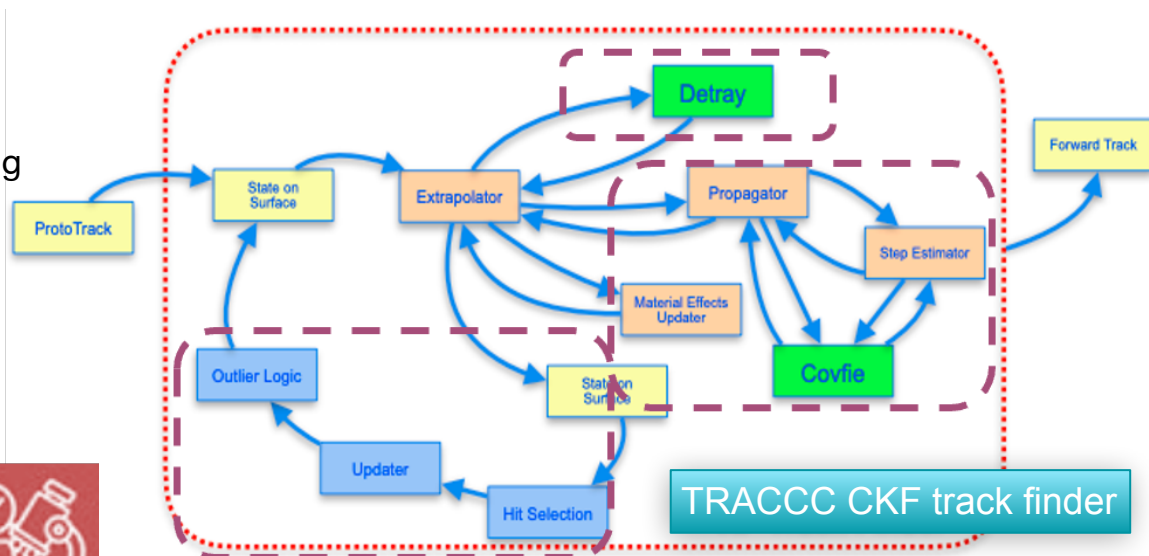 Detray
g
Forward Track
State on
Surface
Extrapolator
Propagator
ProtoTrack
Step Estimator
Material Effects
Updater
Outlier Logic
State on
Surface
Covfie
Updater
Hit Selection
TRACCC CKF track finder